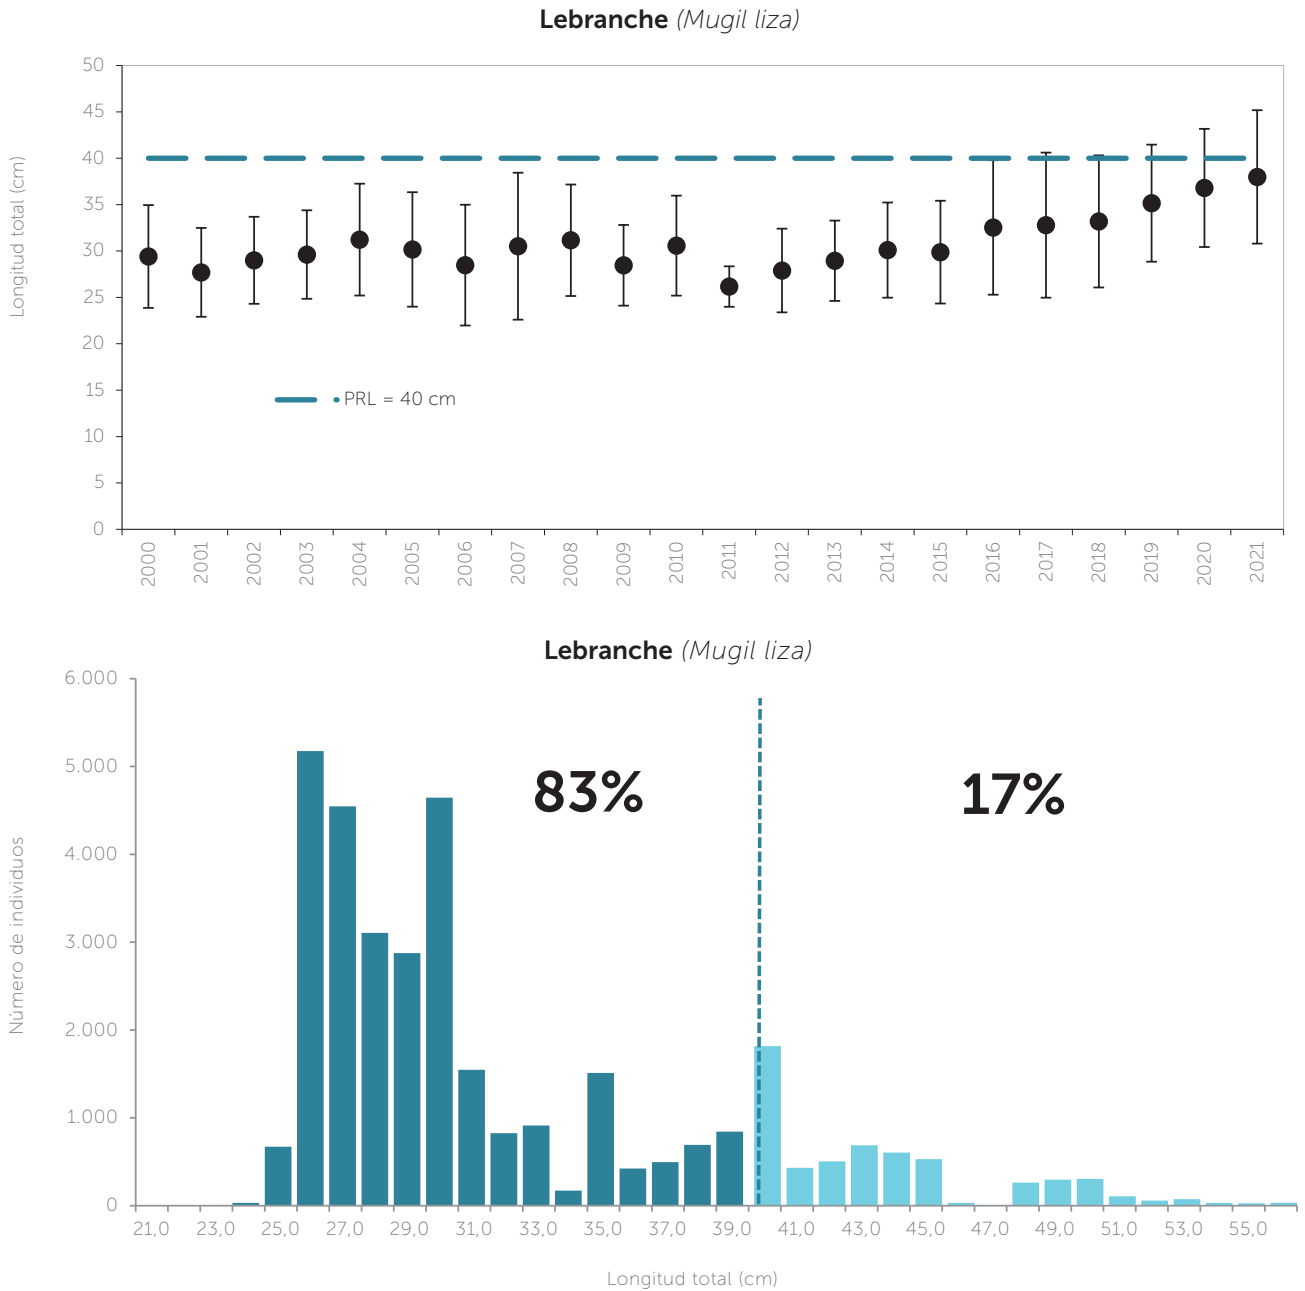 Lebranche (Mugil liza)
Longitud total (cm)
50
45
40
35
30
25
20
15
10
5
0
PRL = 40 cm
2000 2001 2002 2003 2004 2005 2006 2007 2008 2009 2010 2011 2012 2013 2014 2015 2016 2017 2018 2019 2020 2021
Lebranche (Mugil liza)
Número de individuos
6.000
5.000
4.000
3.000
2.000
1.000
0
83% 17%
21,0 23,0 25,0 27,0 29,0 31,0 33,0 35,0 37,0 39,0 41,0 43,0 45,0 47,0 49,0 51,0 53,0 55,0
Longitud total (cm)